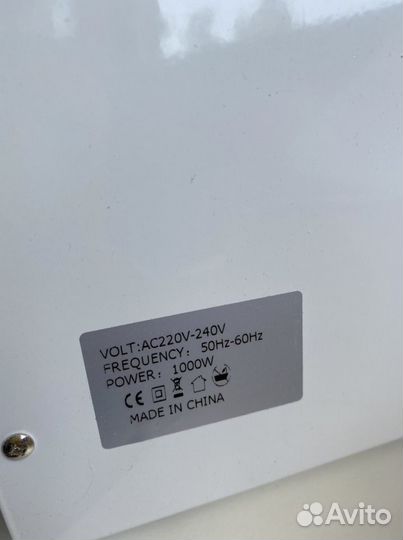 VOLT:AC220V-240V
FREQUENCY: 50Hz-60Hz
POWER: 1000W
CE
MADE IN CHINA
Avito